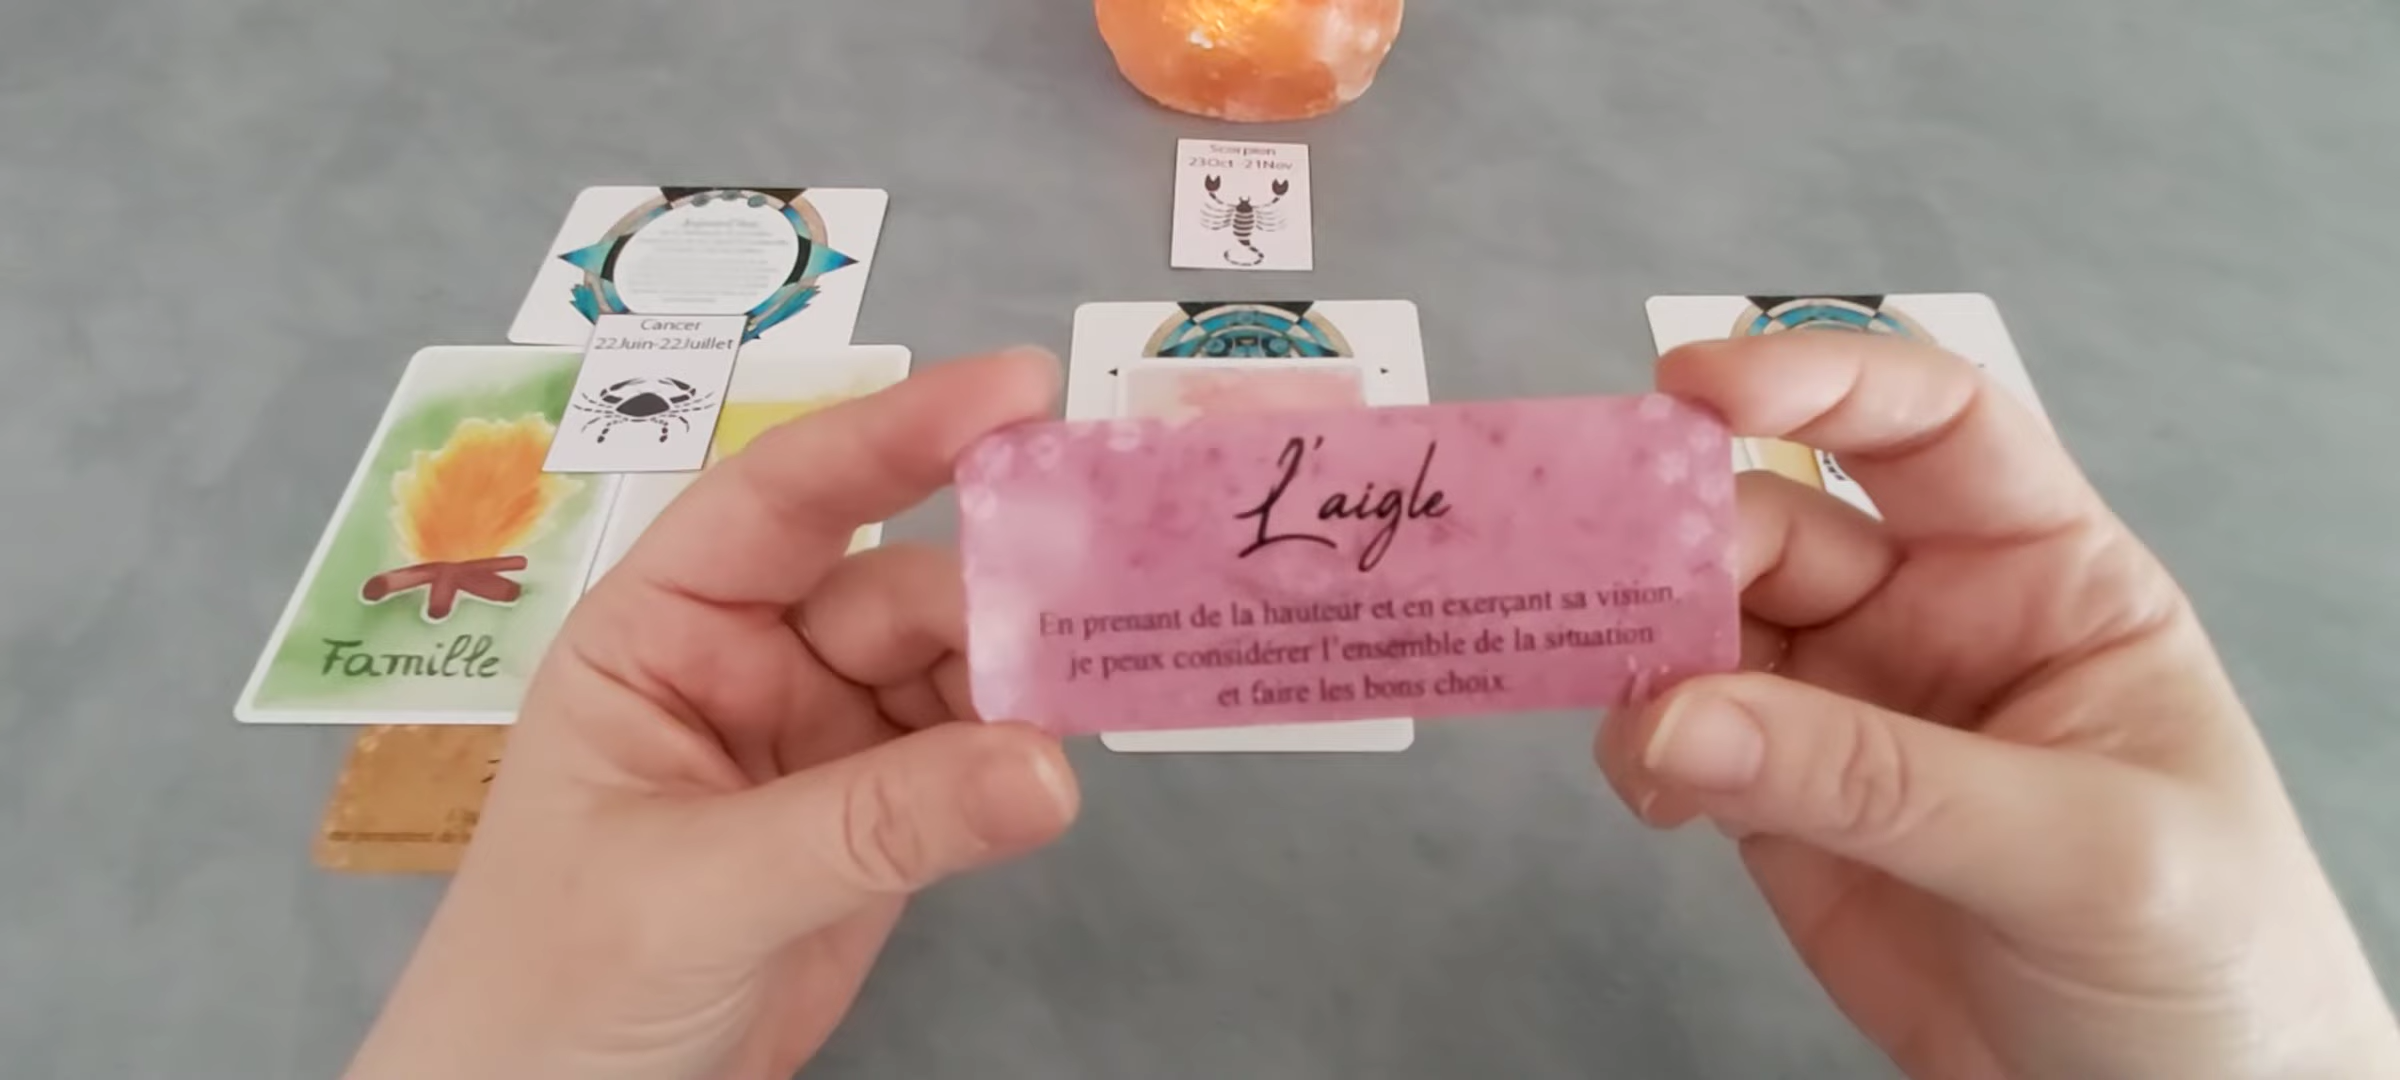 Scorpion
23Oct-21Nov
Cancer
22Juin-22Juillet
Famille
L'aigle
En prenant de la hauteur et en exerçant sa vision,
je peux considérer l'ensemble de la situation
et faire les bons choix